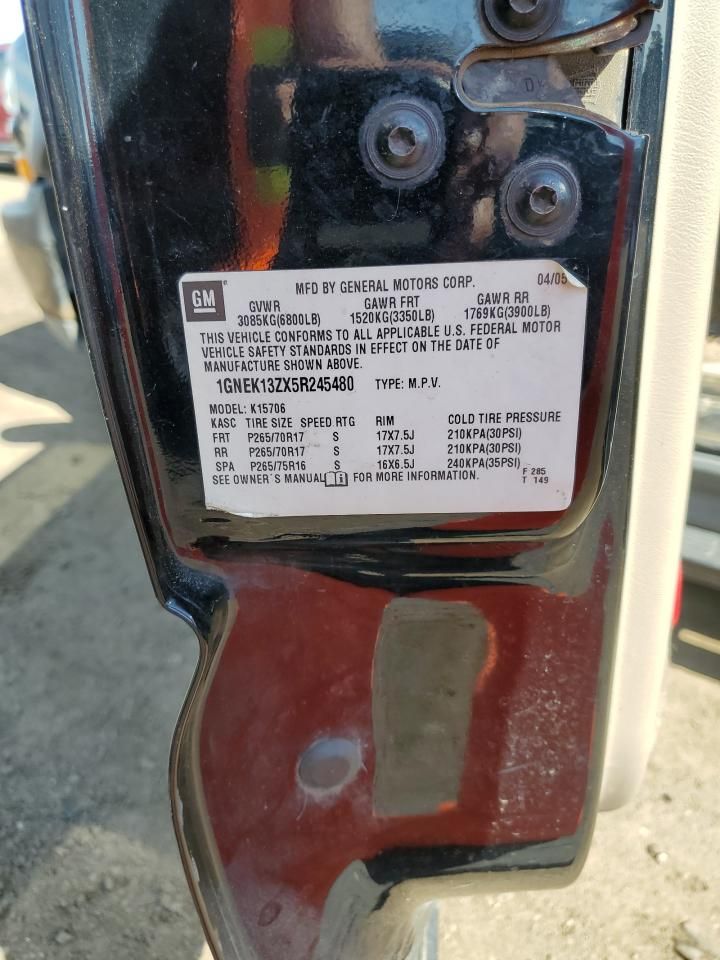 GM MFD BY GENERAL MOTORS CORP. 04/05
GVWR GAWR FRT GAWR RR
3085KG(6800LB) 1520KG(3350LB) 1769KG(3900LB)
THIS VEHICLE CONFORMS TO ALL APPLICABLE U.S. FEDERAL MOTOR
VEHICLE SAFETY STANDARDS IN EFFECT ON THE DATE OF
MANUFACTURE SHOWN ABOVE.
1GNEK13ZX5R245480 TYPE: M.P.V.
MODEL: K15706
KASC TIRE SIZE SPEED RTG RIM COLD TIRE PRESSURE
FRT P265/70R17 S 17X7.5J 210KPA(30PSI)
RR P265/70R17 S 17X7.5J 210KPA(30PSI)
SPA P265/75R16 S 16X6.5J 240KPA(35PSI)
SEE OWNER'S MANUAL i FOR MORE INFORMATION.
F 285
T 149
D